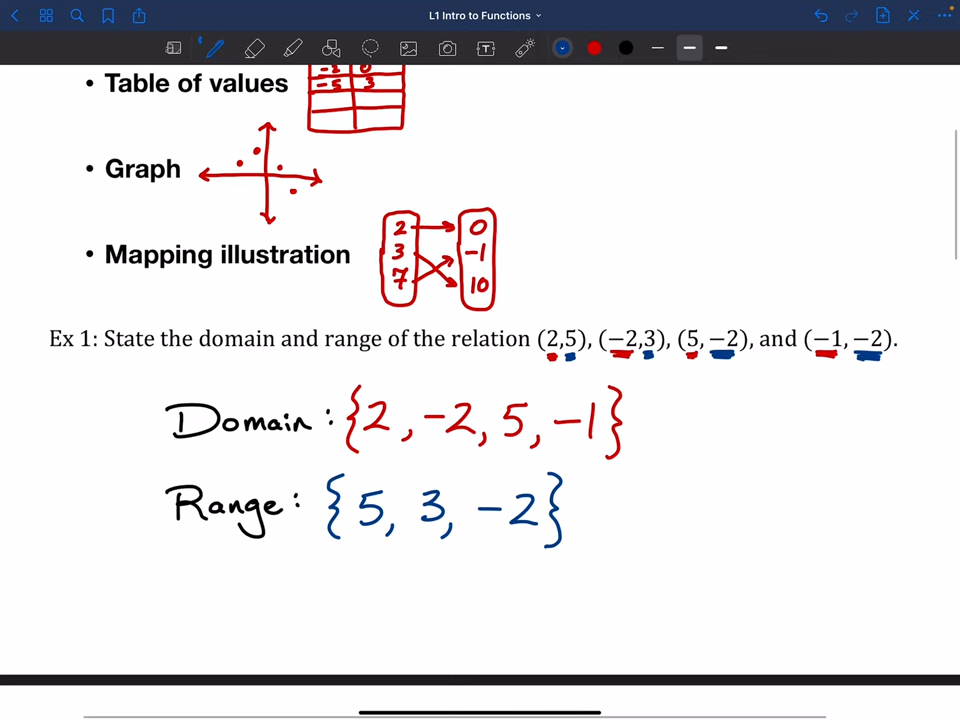 L1 Intro to Functions
• Table of values
-5 3
• Graph
• Mapping illustration
2 0
3 -1
7 10
Ex 1: State the domain and range of the relation (2,5), (−2,3), (5, −2), and (−1, −2).
Domain: {2, -2, 5, -1}
Range: {5, 3, -2}